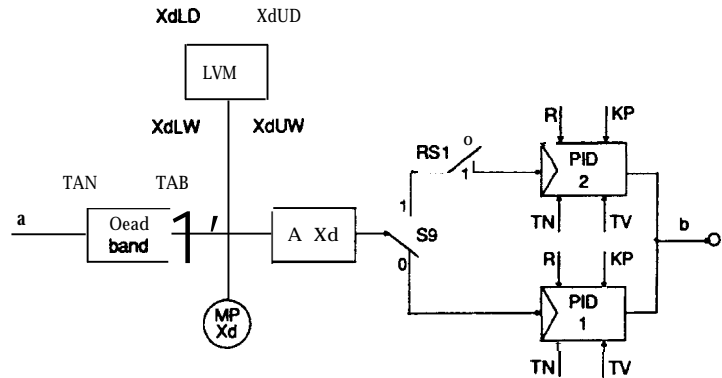 XdLD XdUD
LVM
XdLW XdUW
R KP
RS1 o
1
PID
2
TAN TAB
TN TV
a
Oead
band
1 '
A Xd
1
S9
0
b
R KP
MP
Xd
PID
1
TN TV